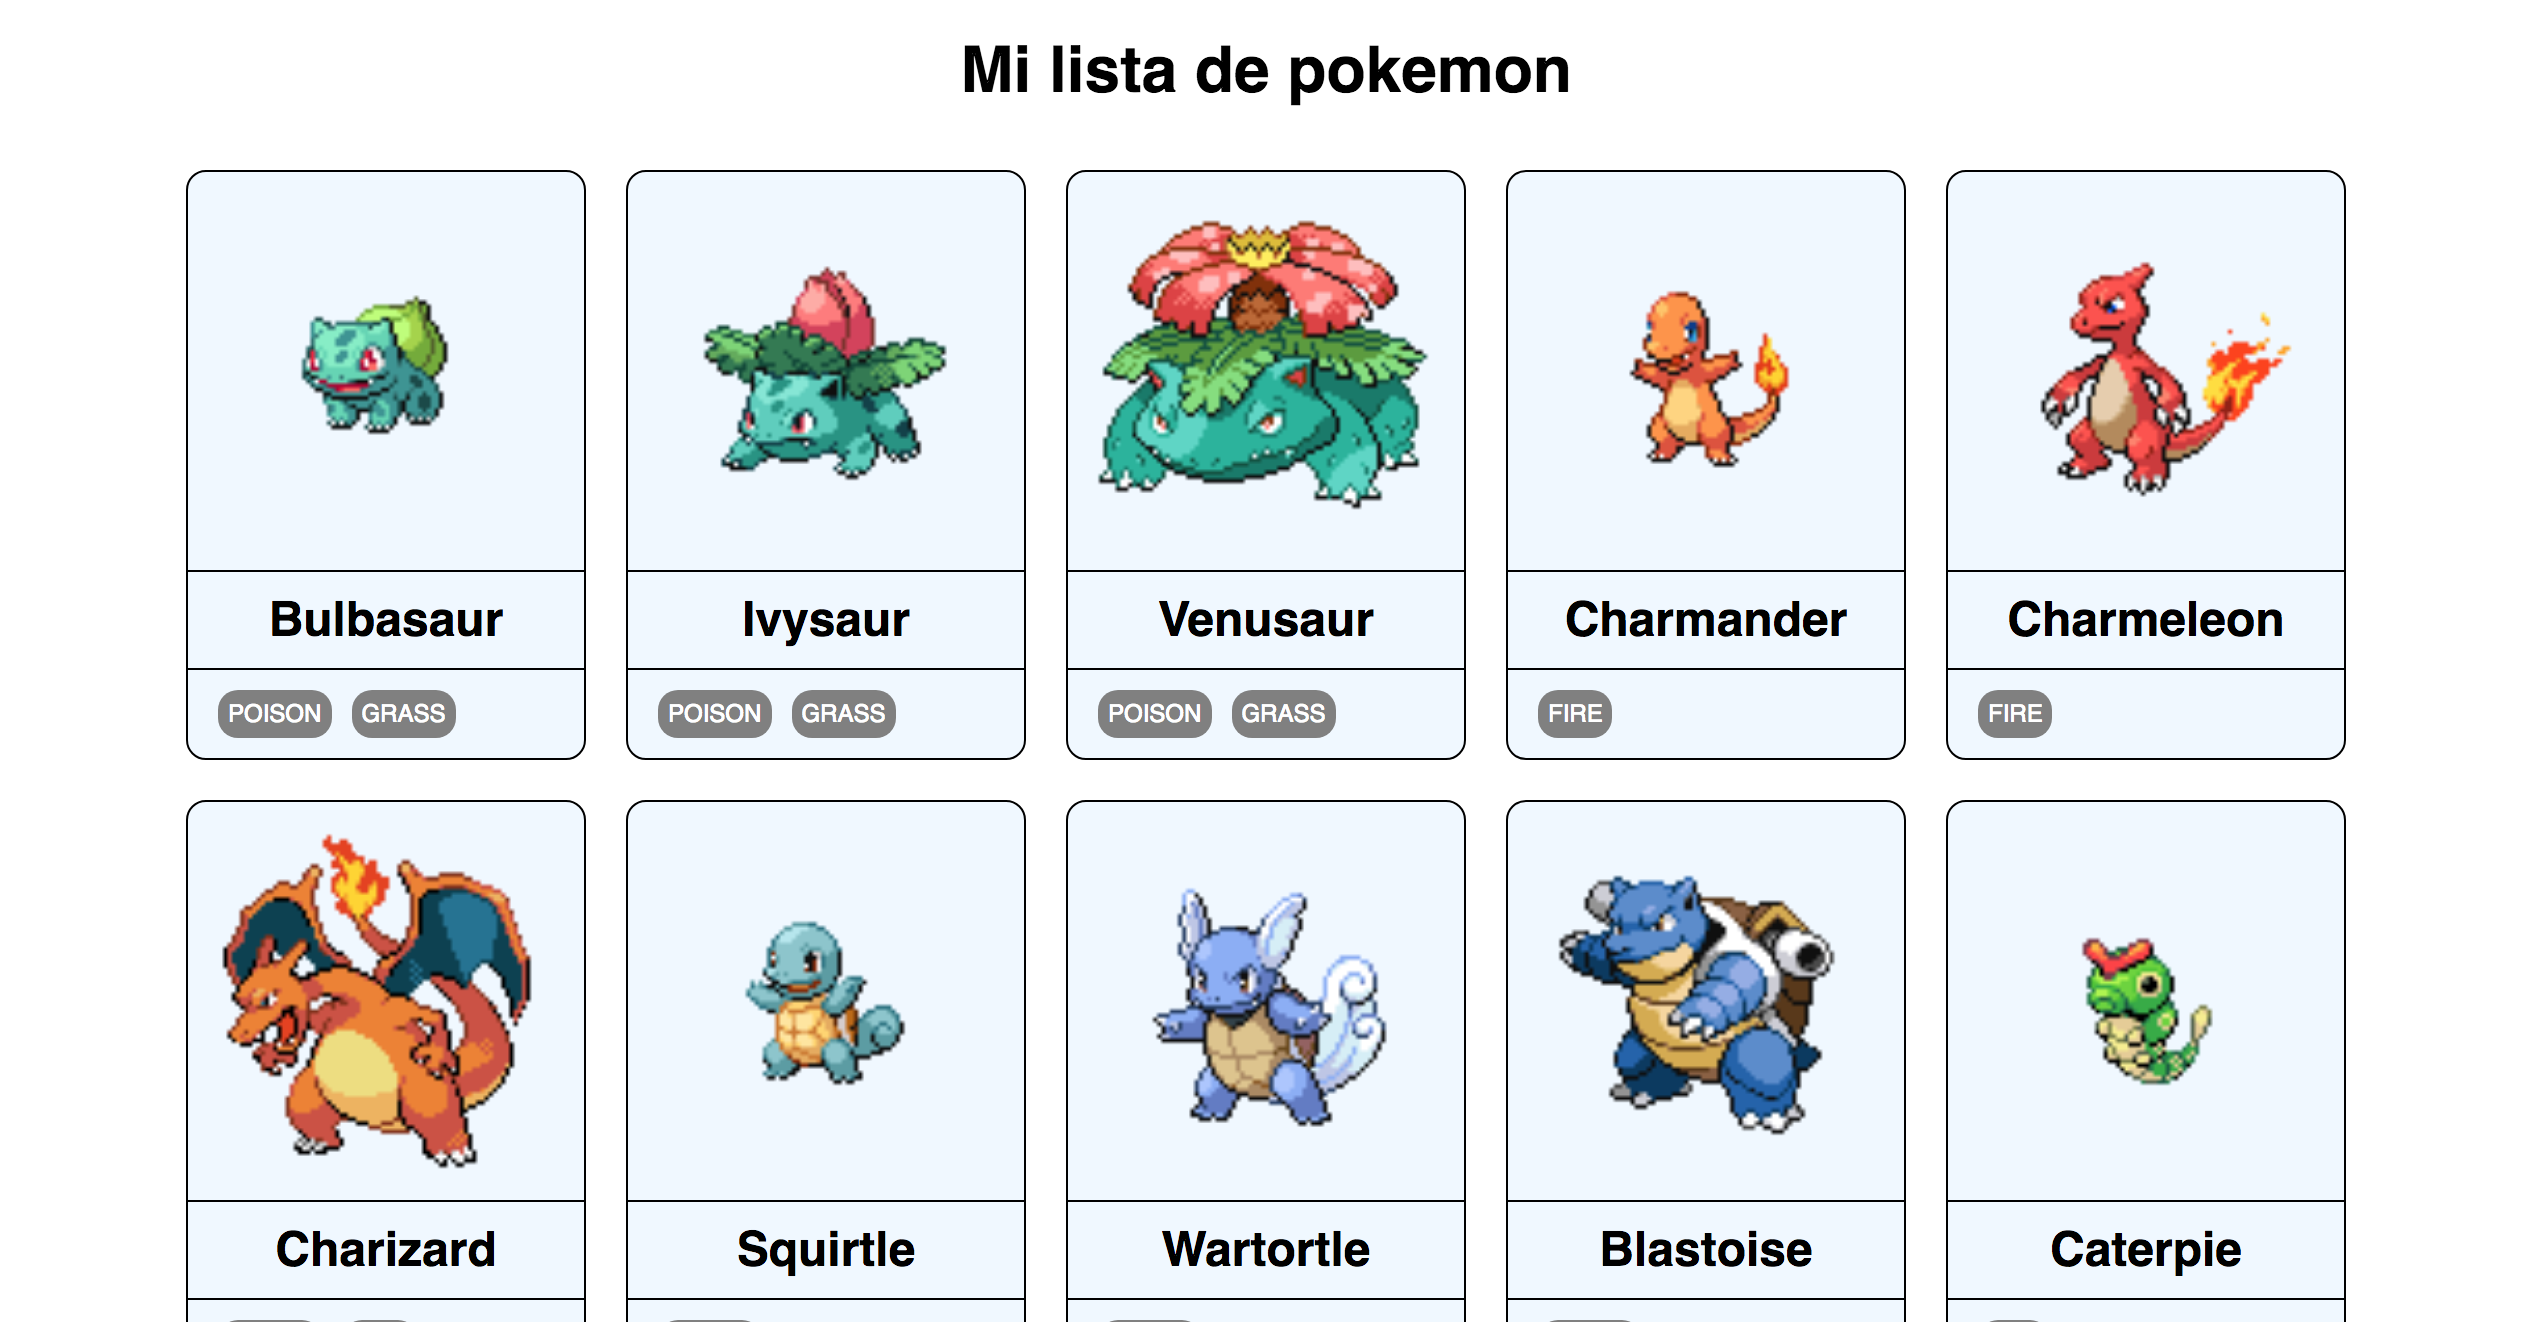 Mi lista de pokemon
Bulbasaur
Ivysaur
Venusaur
Charmander
Charmeleon
POISON GRASS
POISON GRASS
POISON GRASS
FIRE
FIRE
Charizard
Squirtle
Wartortle
Blastoise
Caterpie